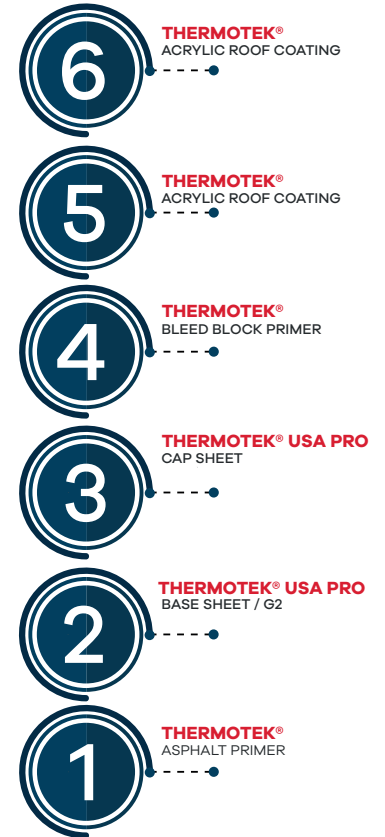 6
THERMOTEK®
ACRYLIC ROOF COATING
5
THERMOTEK®
ACRYLIC ROOF COATING
4
THERMOTEK®
BLEED BLOCK PRIMER
3
THERMOTEK® USA PRO
CAP SHEET
2
THERMOTEK® USA PRO
BASE SHEET / G2
1
THERMOTEK®
ASPHALT PRIMER